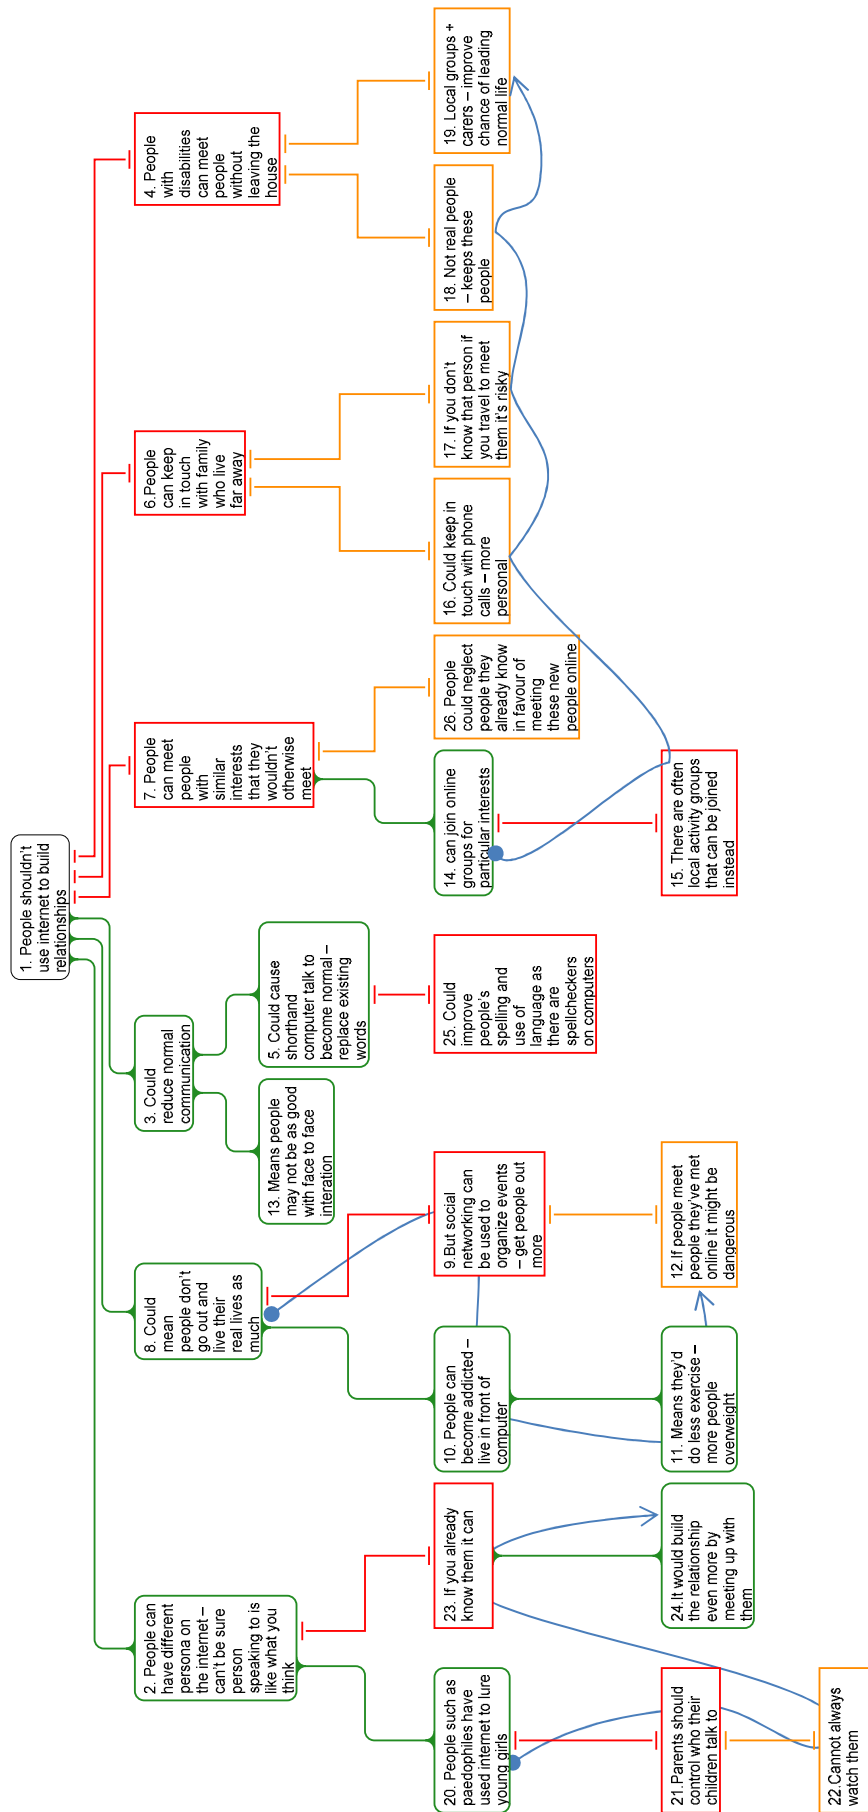 1. People shouldn't
use internet to build
relationships
2. People can
have different
persona on
the internet –
can't be sure
person
speaking to is
like what you
think
8. Could
mean
people don't
go out and
live their
real lives as
much
3. Could
reduce normal
communication
7. People
can meet
people
with
similar
interests
that they
wouldn't
otherwise
meet
6.People
can keep
in touch
with family
who live
far away
4. People
with
disabilities
can meet
people
without
leaving the
house
13. Means people
may not be as good
with face to face
interation
5. Could cause
shorthand
computer talk to
become normal –
replace existing
words
20. People such as
paedophiles have
used internet to lure
young girls
23. If you already
know them it can
10. People can
become addicted –
live in front of
computer
9.But social
networking can
be used to
organize events
– get people out
more
25. Could
improve
people's
spelling and
use of
language as
there are
spellcheckers
on computers
14. can join online
groups for
particular interests
26. People
could neglect
people they
already know
in favour of
meeting
these new
people online
16. Could keep in
touch with phone
calls – more
personal
17. If you don't
know that person if
you travel to meet
them it's risky
18. Not real people
– keeps these
people
19. Local groups +
carers – improve
chance of leading
normal life
21.Parents should
control who their
children talk to
24.It would build
the relationship
even more by
meeting up with
them
11. Means they'd
do less exercise –
more people
overweight
12.If people meet
people they've met
online it might be
dangerous
15. There are often
local activity groups
that can be joined
instead
22.Cannot always
watch them